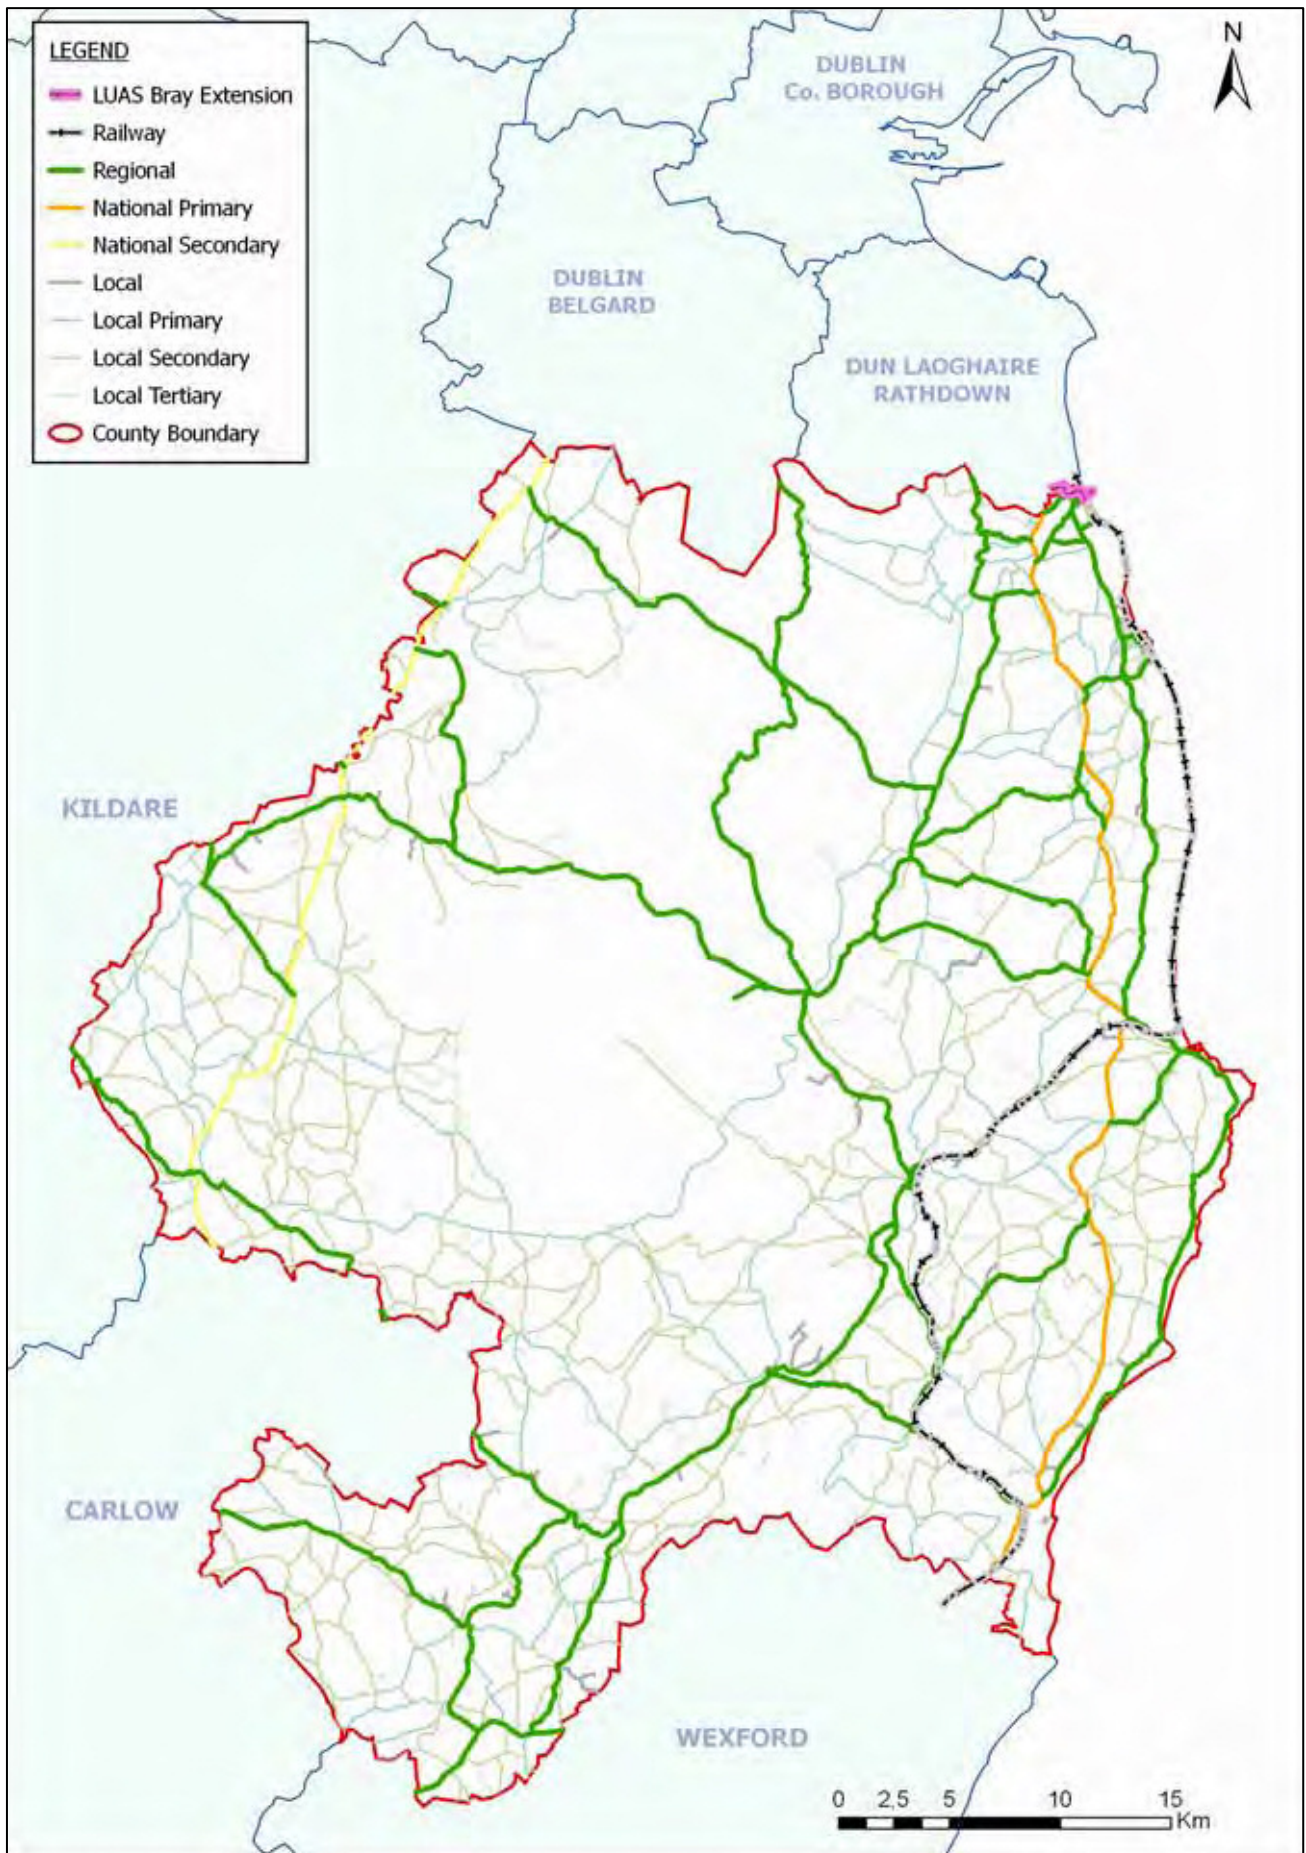 LEGEND
LUAS Bray Extension
Railway
Regional
National Primary
National Secondary
Local
Local Primary
Local Secondary
Local Tertiary
County Boundary
N
DUBLIN
Co. BOROUGH
DUBLIN
BELGARD
DUN LAOGHAIRE
RATHDOWN
KILDARE
CARLOW
WEXFORD
0 2.5 5 10 15
Km